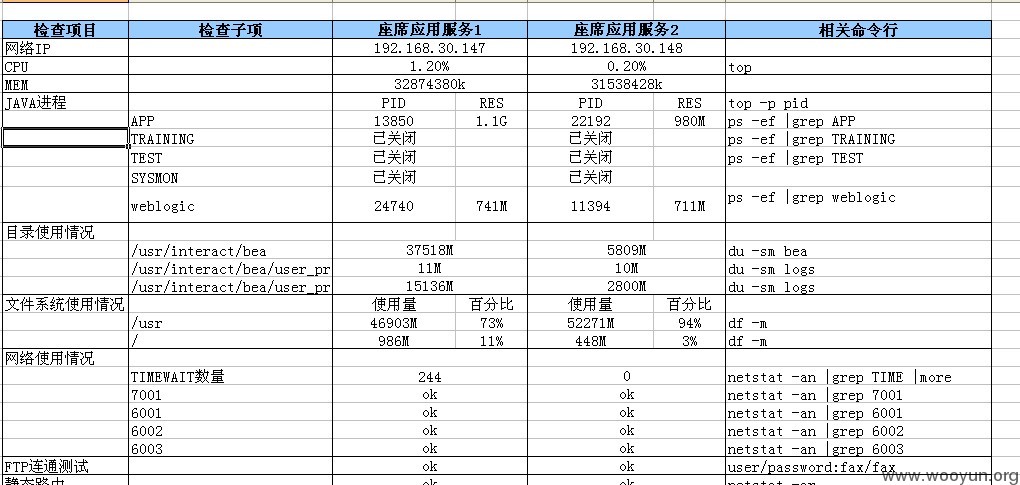 检查项目 检查子项 座席应用服务1 座席应用服务2 相关命令行
网络IP 192.168.30.147 192.168.30.148
CPU 1.20% 0.20% top
MEM 32874380k 31538428k
JAVA进程 PID RES PID RES top -p pid
APP 13850 1.1G 22192 980M ps -ef |grep APP
TRAINING 已关闭 已关闭 ps -ef |grep TRAINING
TEST 已关闭 已关闭 ps -ef |grep TEST
SYSMON 已关闭 已关闭
weblogic 24740 741M 11394 711M ps -ef |grep weblogic
目录使用情况
/usr/interact/bea 37518M 5809M du -sm bea
/usr/interact/bea/user_pr 11M 10M du -sm logs
/usr/interact/bea/user_pr 15136M 2800M du -sm logs
文件系统使用情况 使用量 百分比 使用量 百分比
/usr 46903M 73% 52271M 94% df -m
/ 986M 11% 448M 3% df -m
网络使用情况
TIMEWAIT数量 244 0 netstat -an |grep TIME |more
7001 ok ok netstat -an |grep 7001
6001 ok ok netstat -an |grep 6001
6002 ok ok netstat -an |grep 6002
6003 ok ok netstat -an |grep 6003
FTP连通测试 ok ok user/password:fax/fax
静态路由 ok ok
www.wooyun.org